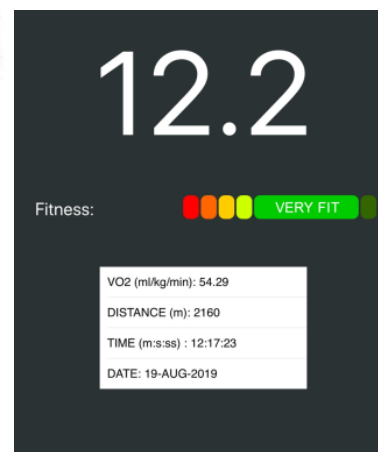 12.2
Fitness:
VERY FIT
VO2 (ml/kg/min): 54.29
DISTANCE (m): 2160
TIME (m:s:ss) : 12:17:23
DATE: 19-AUG-2019